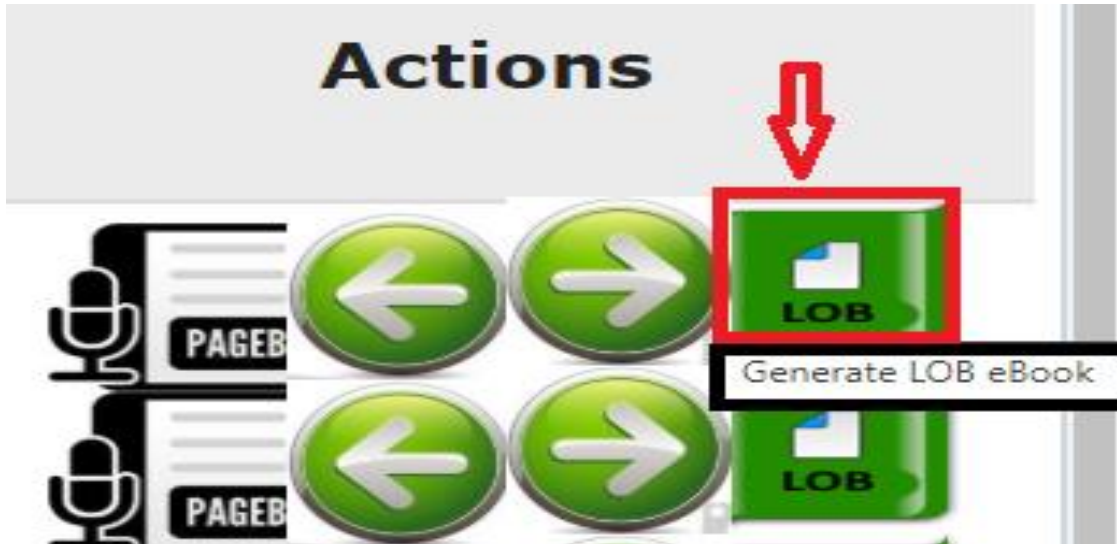 Actions
PAGEB
LOB
Generate LOB eBook
PAGEB
LOB